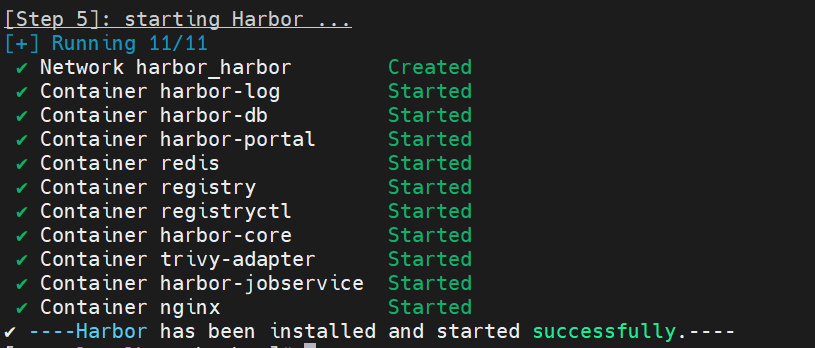 [Step 5]: starting Harbor ...
[+] Running 11/11
✔ Network harbor_harbor Created
✔ Container harbor-log Started
✔ Container harbor-db Started
✔ Container harbor-portal Started
✔ Container redis Started
✔ Container registry Started
✔ Container registryctl Started
✔ Container harbor-core Started
✔ Container trivy-adapter Started
✔ Container harbor-jobservice Started
✔ Container nginx Started
✔ ----Harbor has been installed and started successfully.----